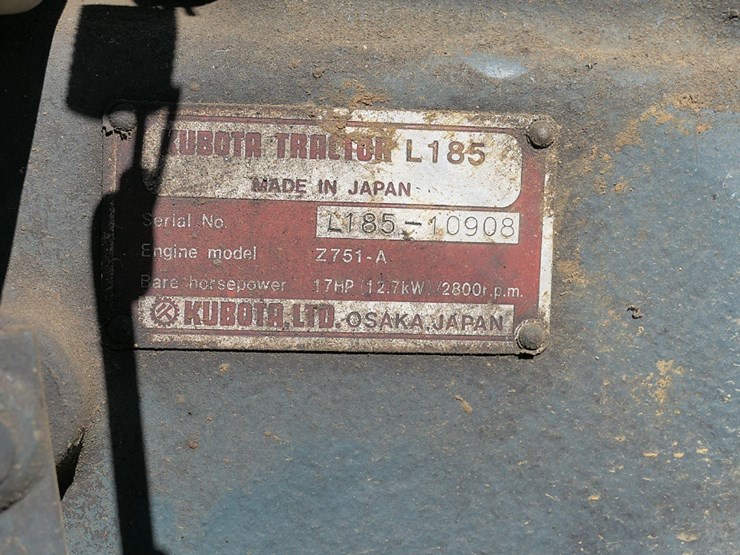 KUBOTA TRACTOR L185
MADE IN JAPAN
Serial No. L185-10908
Engine model Z751-A
Bare horsepower 17HP (12.7kW)/2800r.p.m.
KUBOTA, LTD. OSAKA, JAPAN